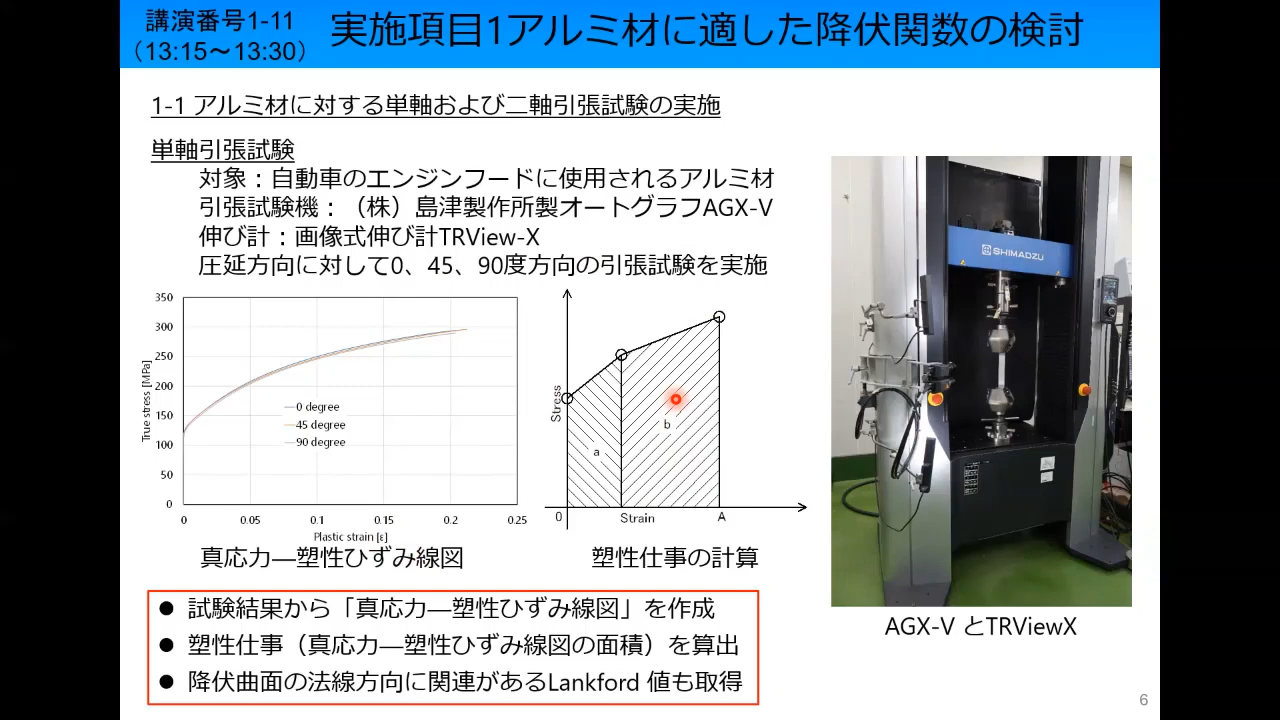 講演番号1-11
（13:15～13:30）
実施項目1アルミ材に適した降伏関数の検討
1-1 アルミ材に対する単軸および二軸引張試験の実施
単軸引張試験
対象：自動車のエンジンフードに使用されるアルミ材
引張試験機：（株）島津製作所製オートグラフAGX-V
伸び計：画像式伸び計TRView-X
圧延方向に対して0、45、90度方向の引張試験を実施
True stress [MPa]
350
300
250
200
150
100
50
0
0 degree
45 degree
90 degree
0 0.05 0.1 0.15 0.2 0.25
Plastic strain [ε]
真応力―塑性ひずみ線図
Stress
a
b
0 Strain A
塑性仕事の計算
SHIMADZU
AGX-V とTRViewX
● 試験結果から「真応力―塑性ひずみ線図」を作成
● 塑性仕事（真応力―塑性ひずみ線図の面積）を算出
● 降伏曲面の法線方向に関連があるLankford 値も取得
6